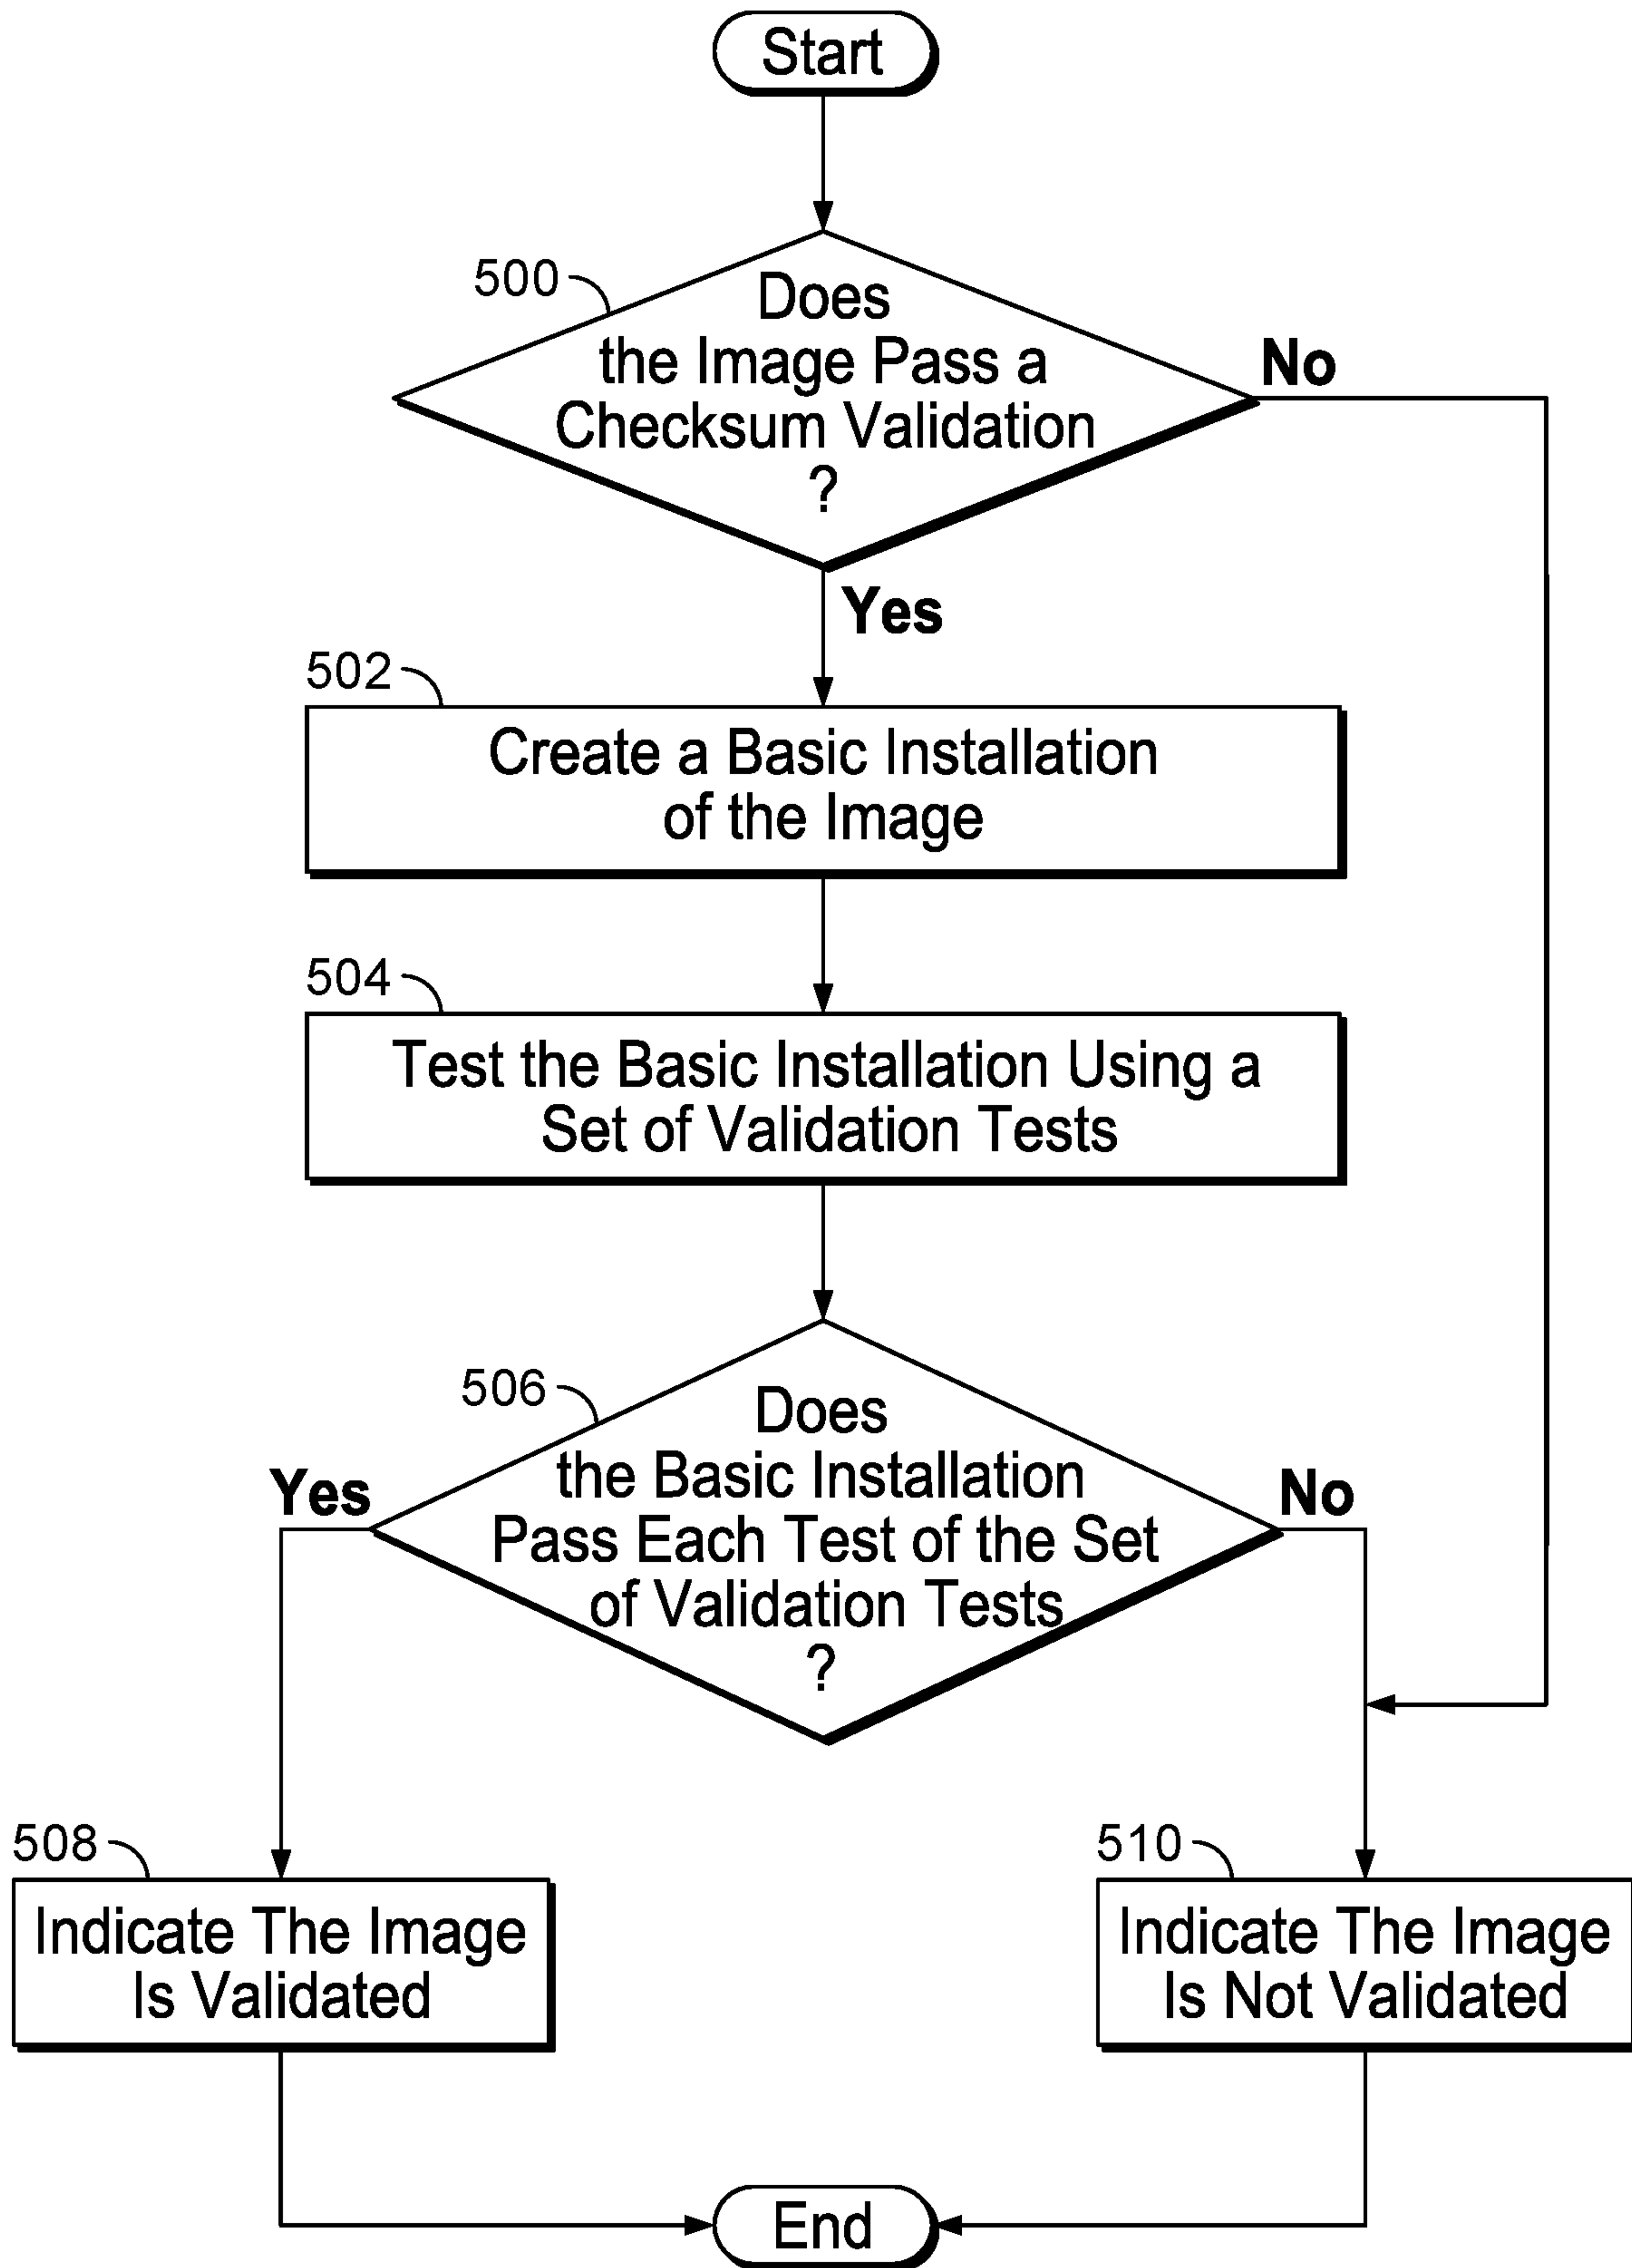 Start
500
Does
the Image Pass a
Checksum Validation
?
No
Yes
502
Create a Basic Installation
of the Image
504
Test the Basic Installation Using a
Set of Validation Tests
506
Does
the Basic Installation
Pass Each Test of the Set
of Validation Tests
?
Yes
No
508
Indicate The Image
Is Validated
510
Indicate The Image
Is Not Validated
End